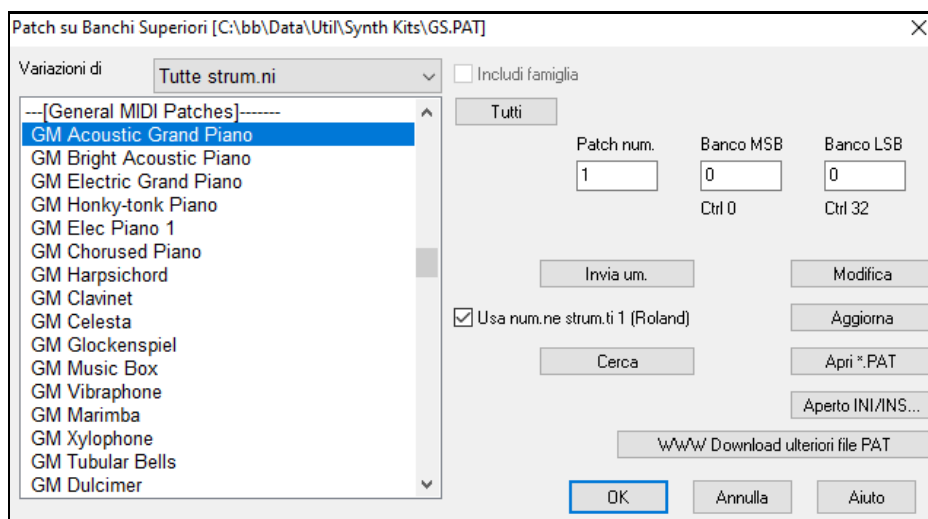 Patch su Banchi Superiori [C:\bb\Data\Util\Synth Kits\GS.PAT]
Variazioni di
Tutte strum.ni
Includi famiglia
---[General MIDI Patches]-------
GM Acoustic Grand Piano
GM Bright Acoustic Piano
GM Electric Grand Piano
GM Honky-tonk Piano
GM Elec Piano 1
GM Chorused Piano
GM Harpsichord
GM Clavinet
GM Celesta
GM Glockenspiel
GM Music Box
GM Vibraphone
GM Marimba
GM Xylophone
GM Tubular Bells
GM Dulcimer
Tutti
Patch num.
Banco MSB
Banco LSB
1
0
0
Ctrl 0
Ctrl 32
Invia um.
Modifica
Usa num.ne strum.ti 1 (Roland)
Aggiorna
Cerca
Apri *.PAT
Aperto INI/INS...
WWW Download ulteriori file PAT
OK
Annulla
Aiuto